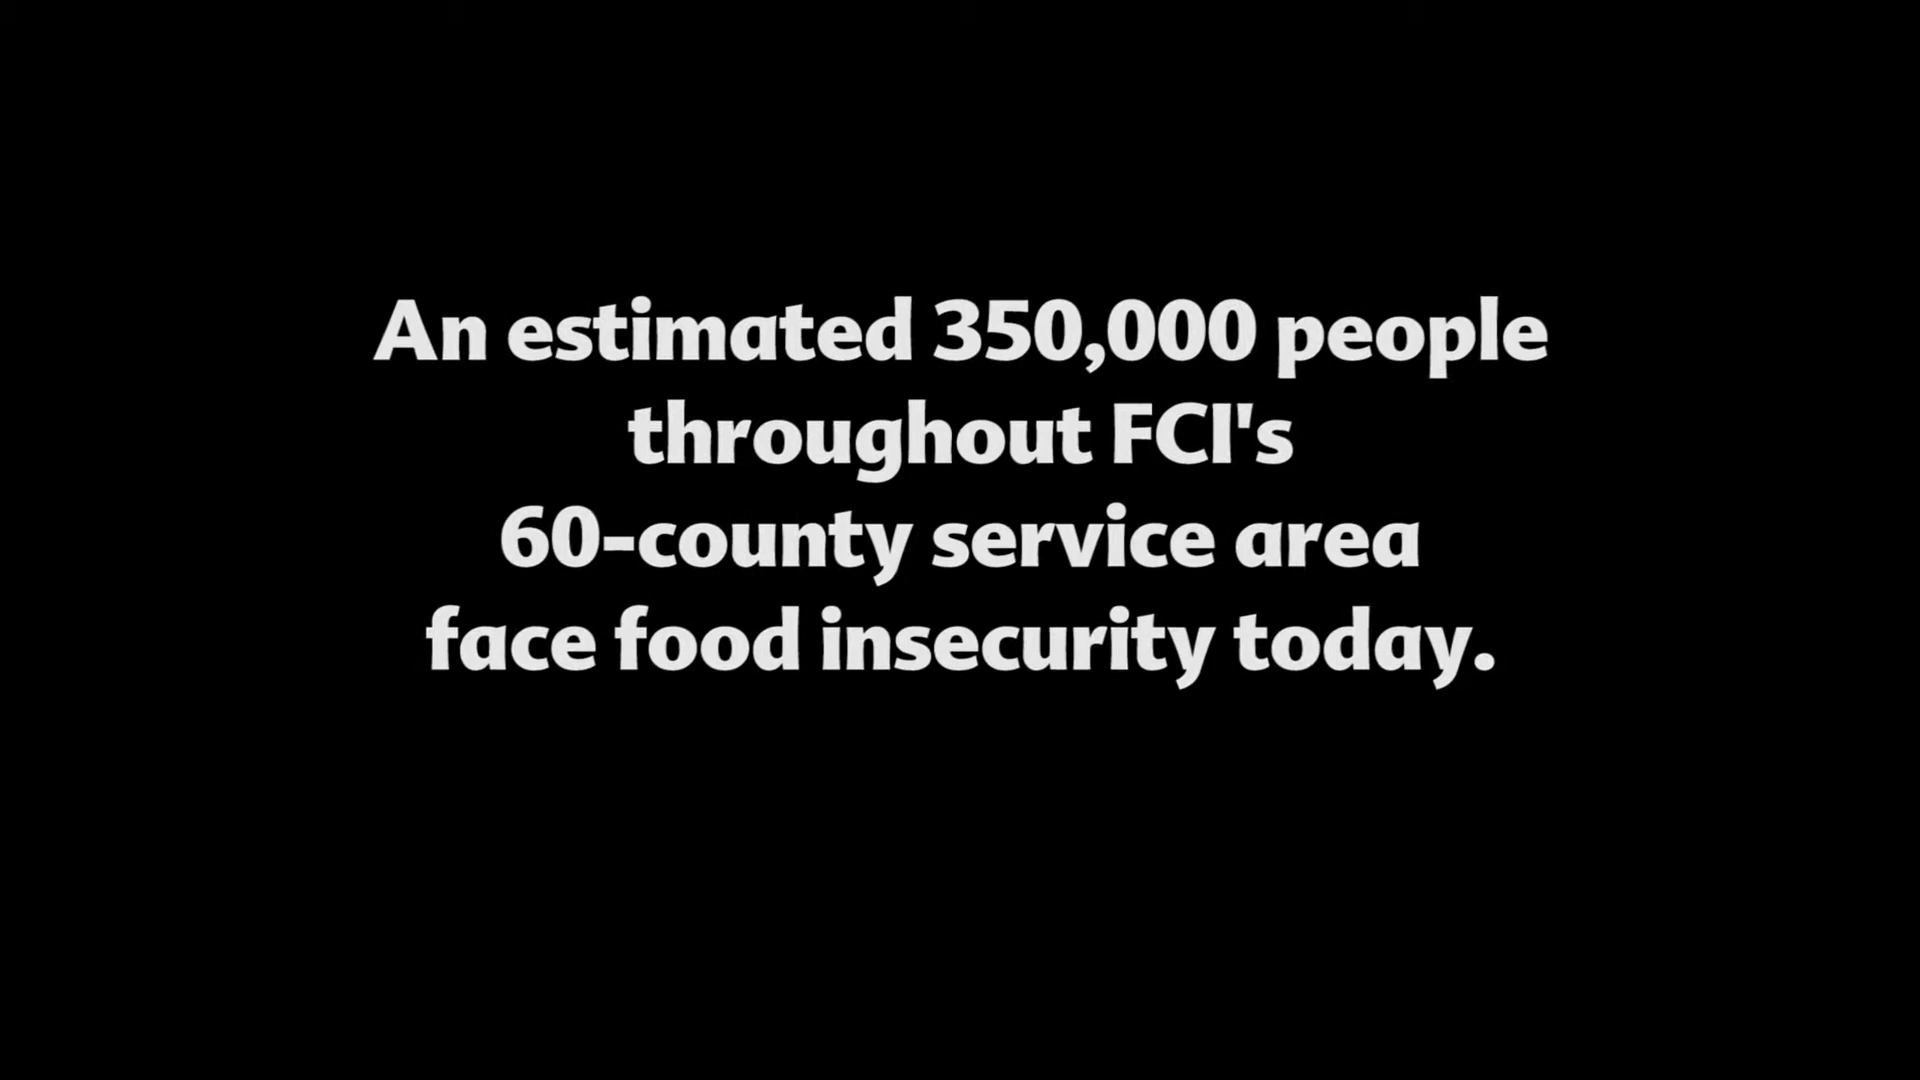 An estimated 350,000 people
throughout FCI's
60-county service area
face food insecurity today.